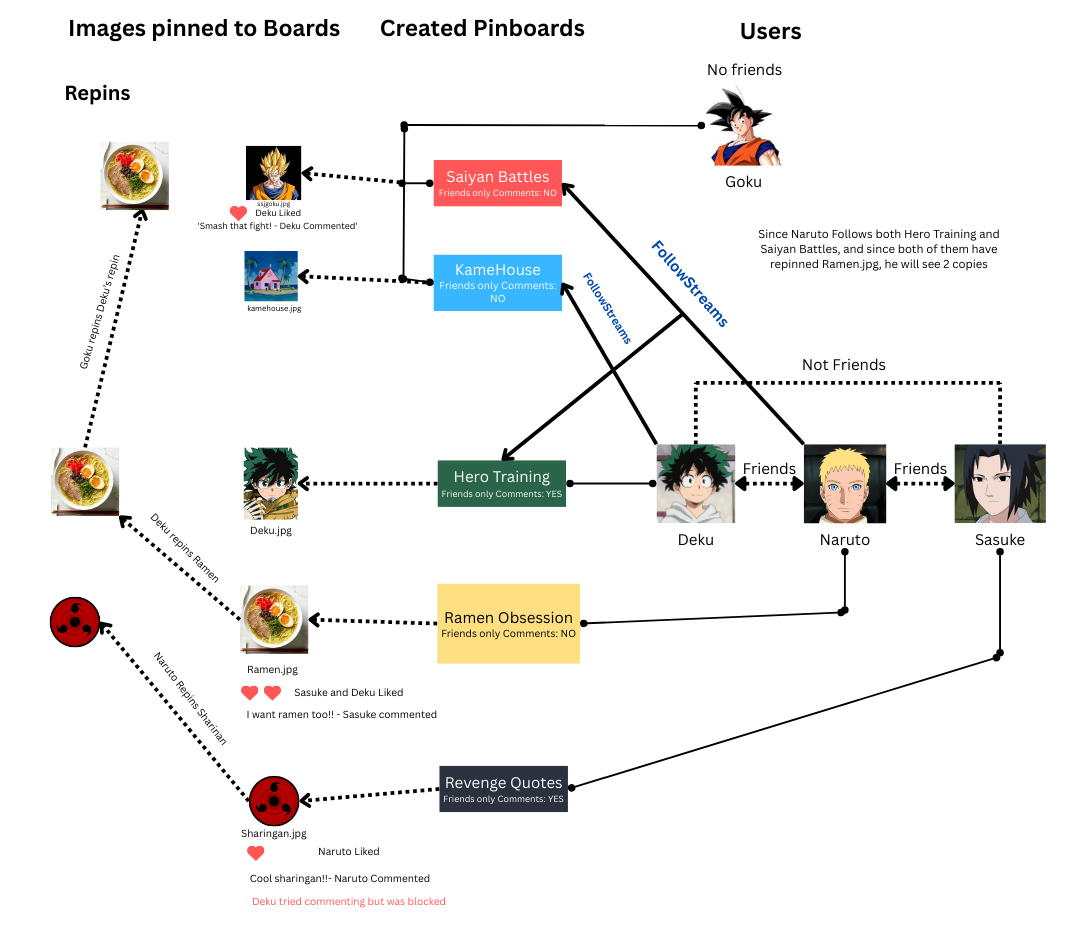 Images pinned to Boards
Created Pinboards
Users
No friends
Repins
Goku
Saiyan Battles
Friends only Comments: NO
ssjgoku.jpg
Deku Liked
'Smash that fight! - Deku Commented'
KameHouse
Friends only Comments:
NO
kamehouse.jpg
Goku repins Deku's repin
FollowStreams
FollowStreams
Since Naruto Follows both Hero Training and
Saiyan Battles, and since both of them have
repinned Ramen.jpg, he will see 2 copies
Not Friends
Hero Training
Friends only Comments: YES
Friends
Friends
Deku.jpg
Deku
Naruto
Sasuke
Deku repins Ramen
Ramen Obsession
Friends only Comments: NO
Ramen.jpg
Sasuke and Deku Liked
I want ramen too!! - Sasuke commented
Naruto Repins Sharinan
Revenge Quotes
Friends only Comments: YES
Sharingan.jpg
Naruto Liked
Cool sharingan!!- Naruto Commented
Deku tried commenting but was blocked